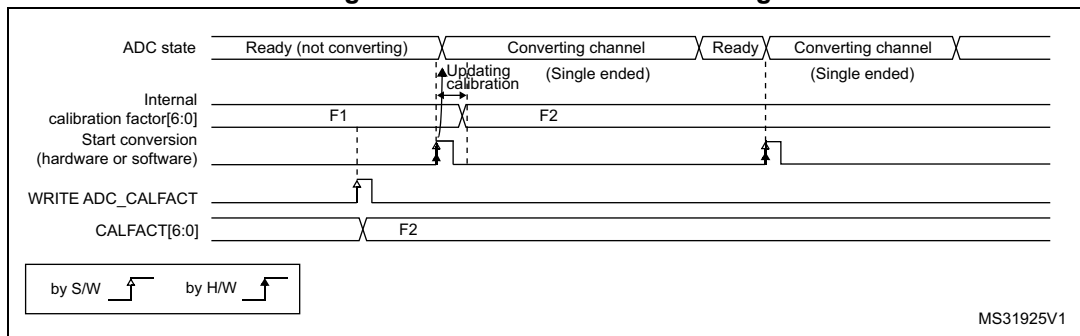 ADC state Ready (not converting) Converting channel Ready Converting channel
Updating (Single ended) (Single ended)
calibration
Internal
calibration factor[6:0] F1 F2
Start conversion
(hardware or software)
WRITE ADC_CALFACT
CALFACT[6:0] F2
by S/W by H/W
MS31925V1